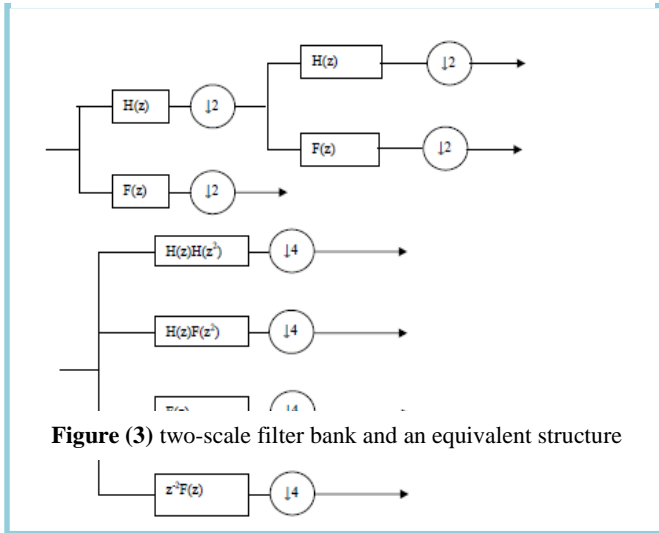 H(z)
↓2
H(z)
↓2
F(z)
↓2
F(z)
↓2
H(z)H(z²)
↓4
H(z)F(z²)
↓4
Figure (3) two-scale filter bank and an equivalent structure
z⁻²F(z)
↓4